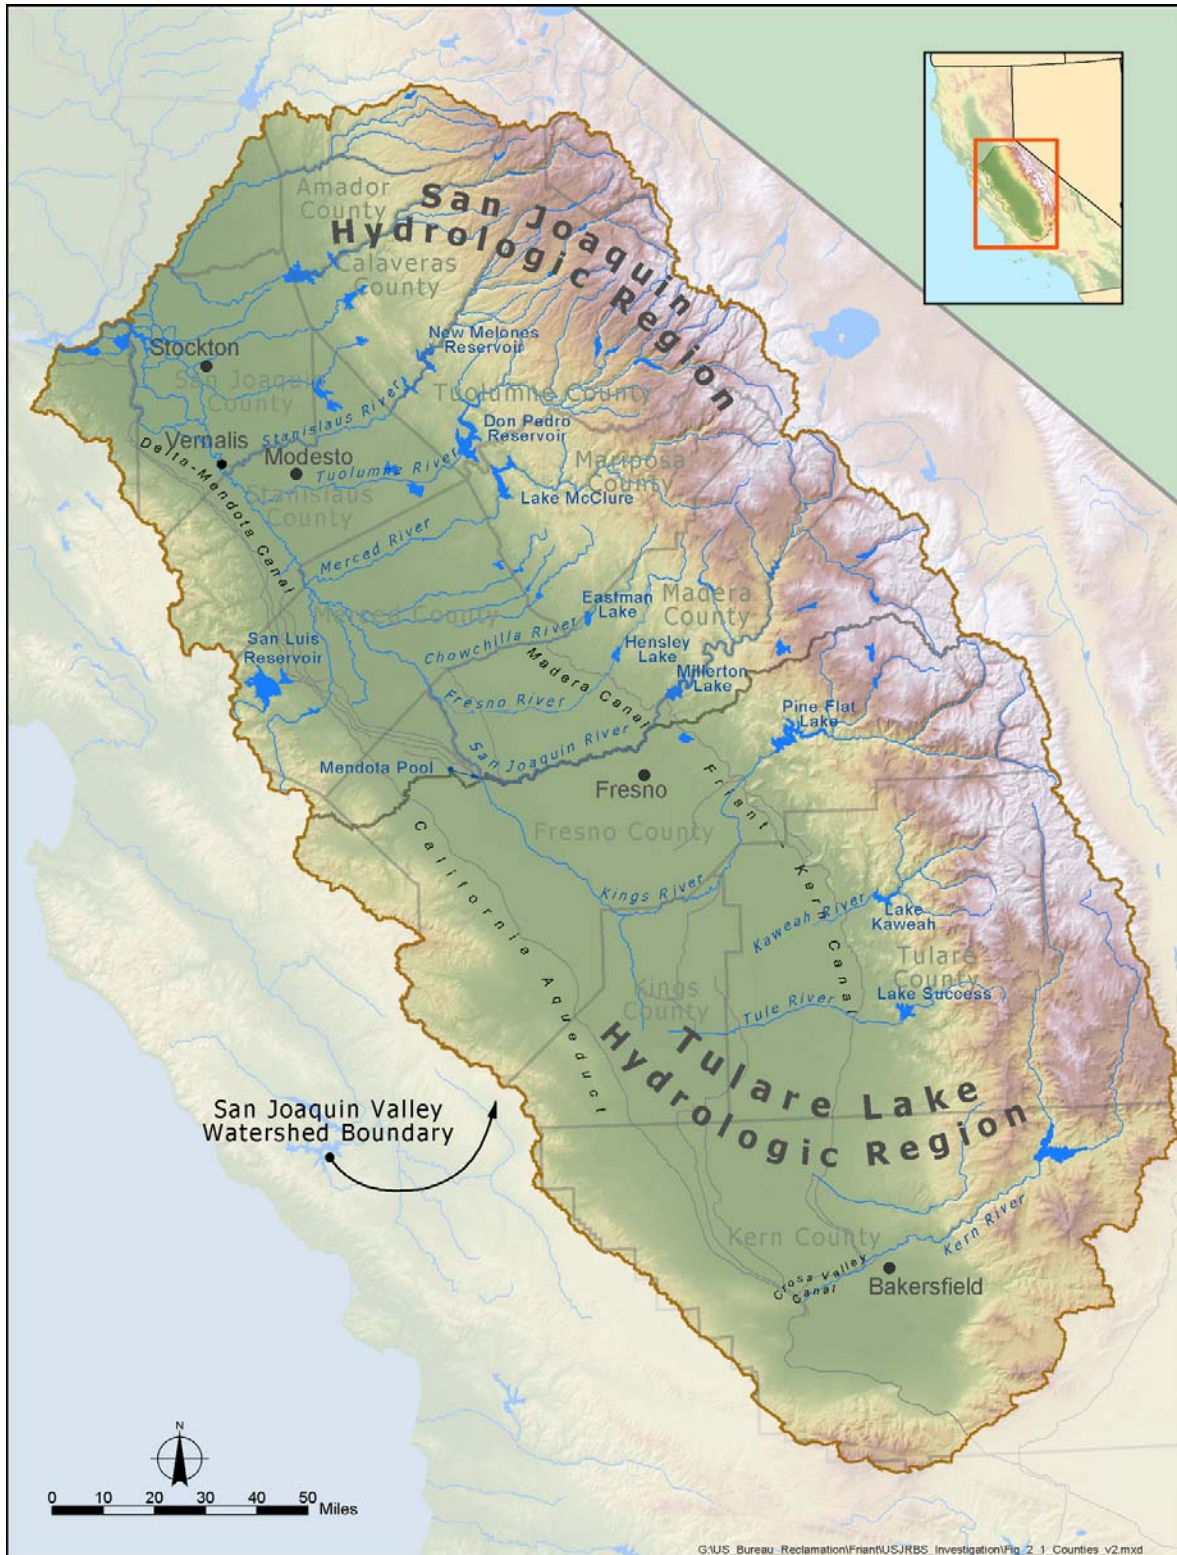 Amador
County
San Joaquin
Hydrologic Region
Calaveras
County
New Melones
Reservoir
Stockton
San Joaquin
County
Tuolumne County
Stanislaus River
Don Pedro
Reservoir
Vernalis
Delta-Mendota Canal
Modesto
Tuolumne River
Mariposa
County
Stanislaus
County
Lake McClure
Merced River
Eastman
Lake
Madera
County
Merced County
San Luis
Reservoir
Chowchilla River
Hensley
Lake
Madera Canal
Millerton
Lake
Fresno River
Pine Flat
Lake
San Joaquin River
Mendota Pool
Fresno
Friant - Kern Canal
Fresno County
California Aqueduct
Kings River
Kaweah River
Lake
Kaweah
Tulare
County
Kings
County
Lake Success
Tule River
Tulare Lake
Hydrologic Region
San Joaquin Valley
Watershed Boundary
Kern County
Kern River
Cross Valley
Canal
Bakersfield
N
0 10 20 30 40 50
Miles
G:\US_Bureau_Reclamation\Friant\USJRBS_Investigation\Fig_2_1_Counties_v2.mxd